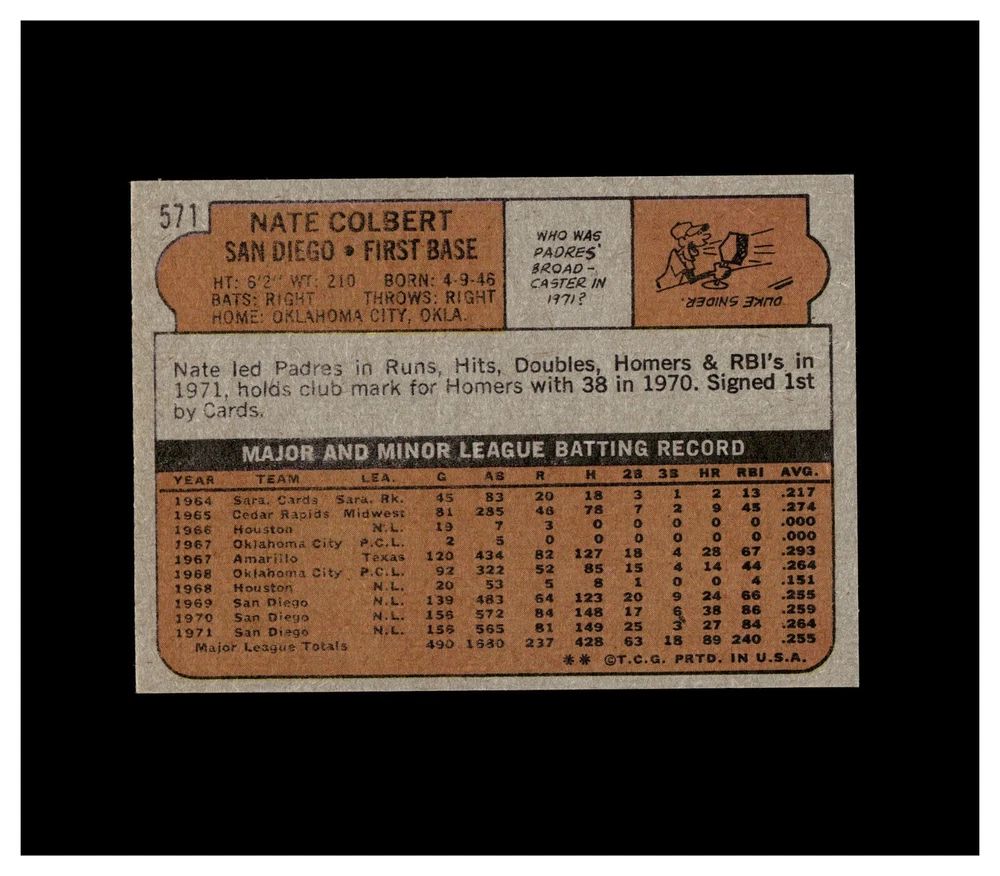 571
NATE COLBERT
SAN DIEGO • FIRST BASE
HT: 6'2" WT: 210 BORN: 4-9-46
BATS: RIGHT THROWS: RIGHT
HOME: OKLAHOMA CITY, OKLA.
WHO WAS
PADRES'
BROAD-
CASTER IN
1971?
DUKE SNIDER.
Nate led Padres in Runs, Hits, Doubles, Homers & RBI's in
1971, holds club mark for Homers with 38 in 1970. Signed 1st
by Cards.
MAJOR AND MINOR LEAGUE BATTING RECORD
YEAR TEAM LEA. G AB R H 2B 3B HR RBI AVG.
1964 Sara. Cards Sara. Rk. 45 83 20 18 3 1 2 13 .217
1965 Cedar Rapids Midwest 81 285 46 78 7 2 9 45 .274
1966 Houston N.L. 19 7 3 0 0 0 0 0 .000
1967 Oklahoma City P.C.L. 2 5 0 0 0 0 0 0 .000
1967 Amarillo Texas 120 434 82 127 18 4 28 67 .293
1968 Oklahoma City P.C.L. 92 322 52 85 15 4 14 44 .264
1968 Houston N.L. 20 53 5 8 1 0 0 4 .151
1969 San Diego N.L. 139 483 64 123 20 9 24 66 .255
1970 San Diego N.L. 156 572 84 148 17 6 38 86 .259
1971 San Diego N.L. 156 565 81 149 25 3 27 84 .264
Major League Totals 490 1680 237 428 63 18 89 240 .255
** ©T.C.G. PRTD. IN U.S.A.